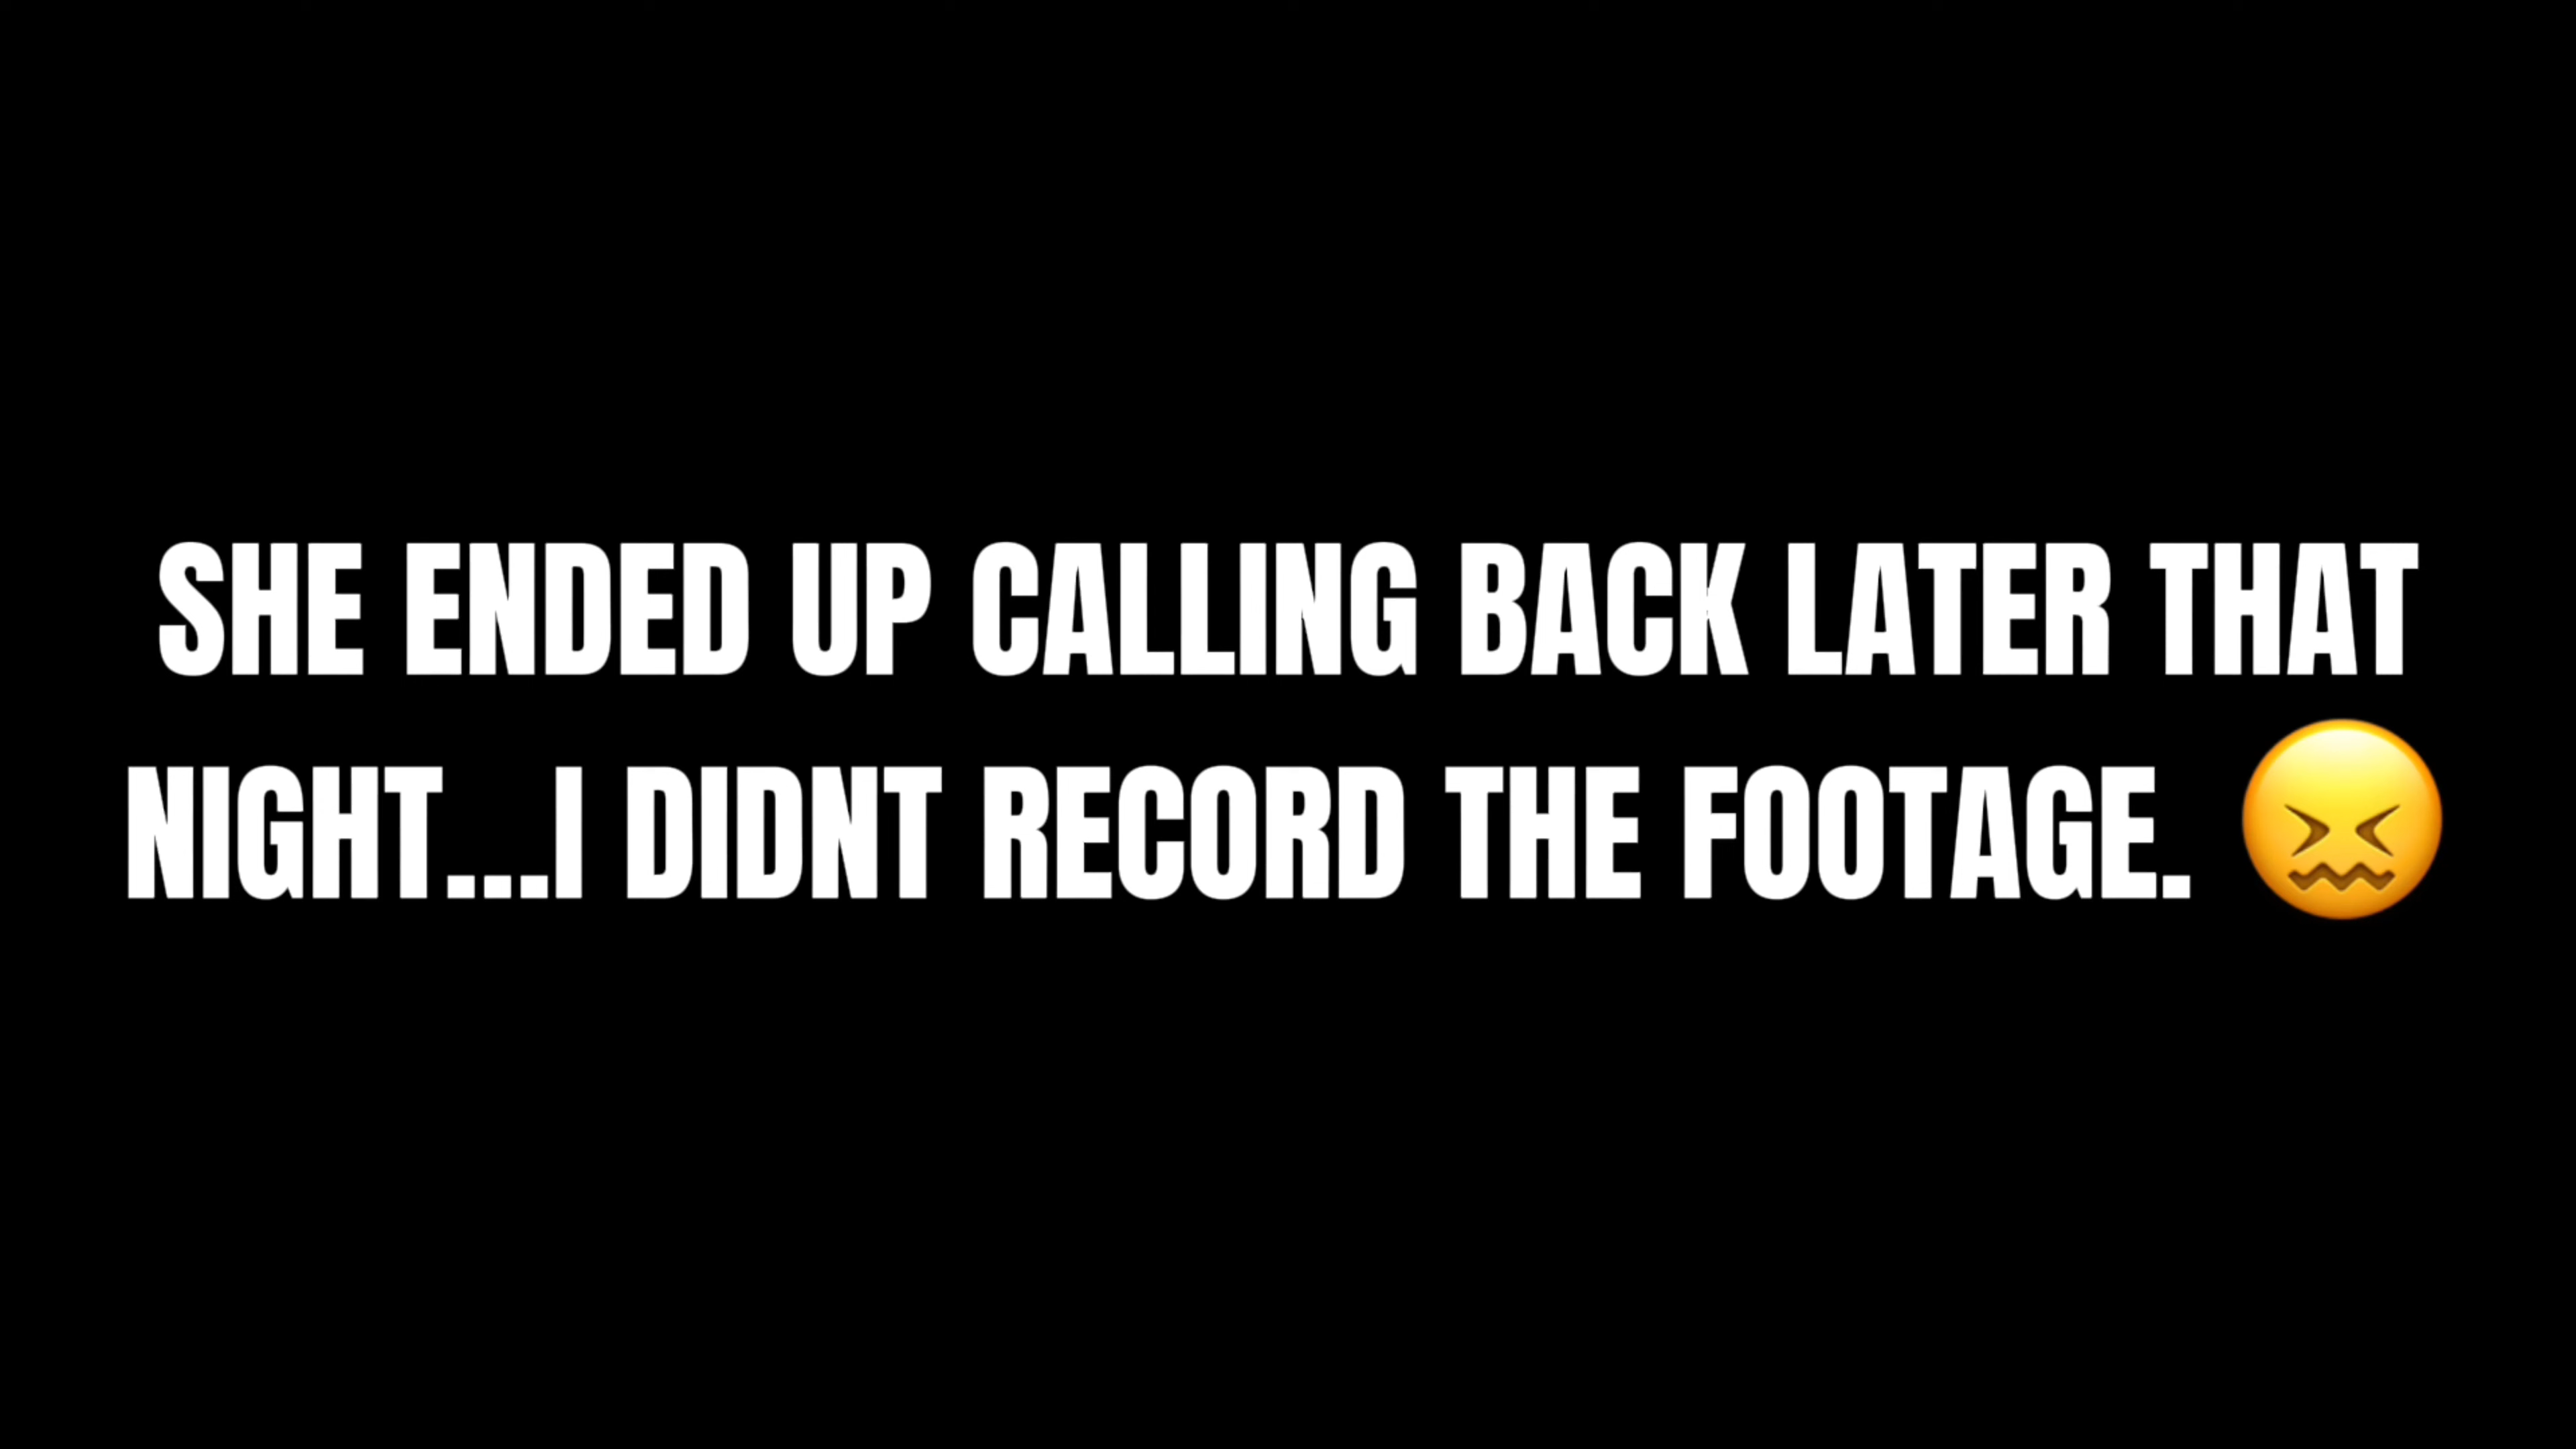 SHE ENDED UP CALLING BACK LATER THAT
NIGHT...I DIDNT RECORD THE FOOTAGE. 😖